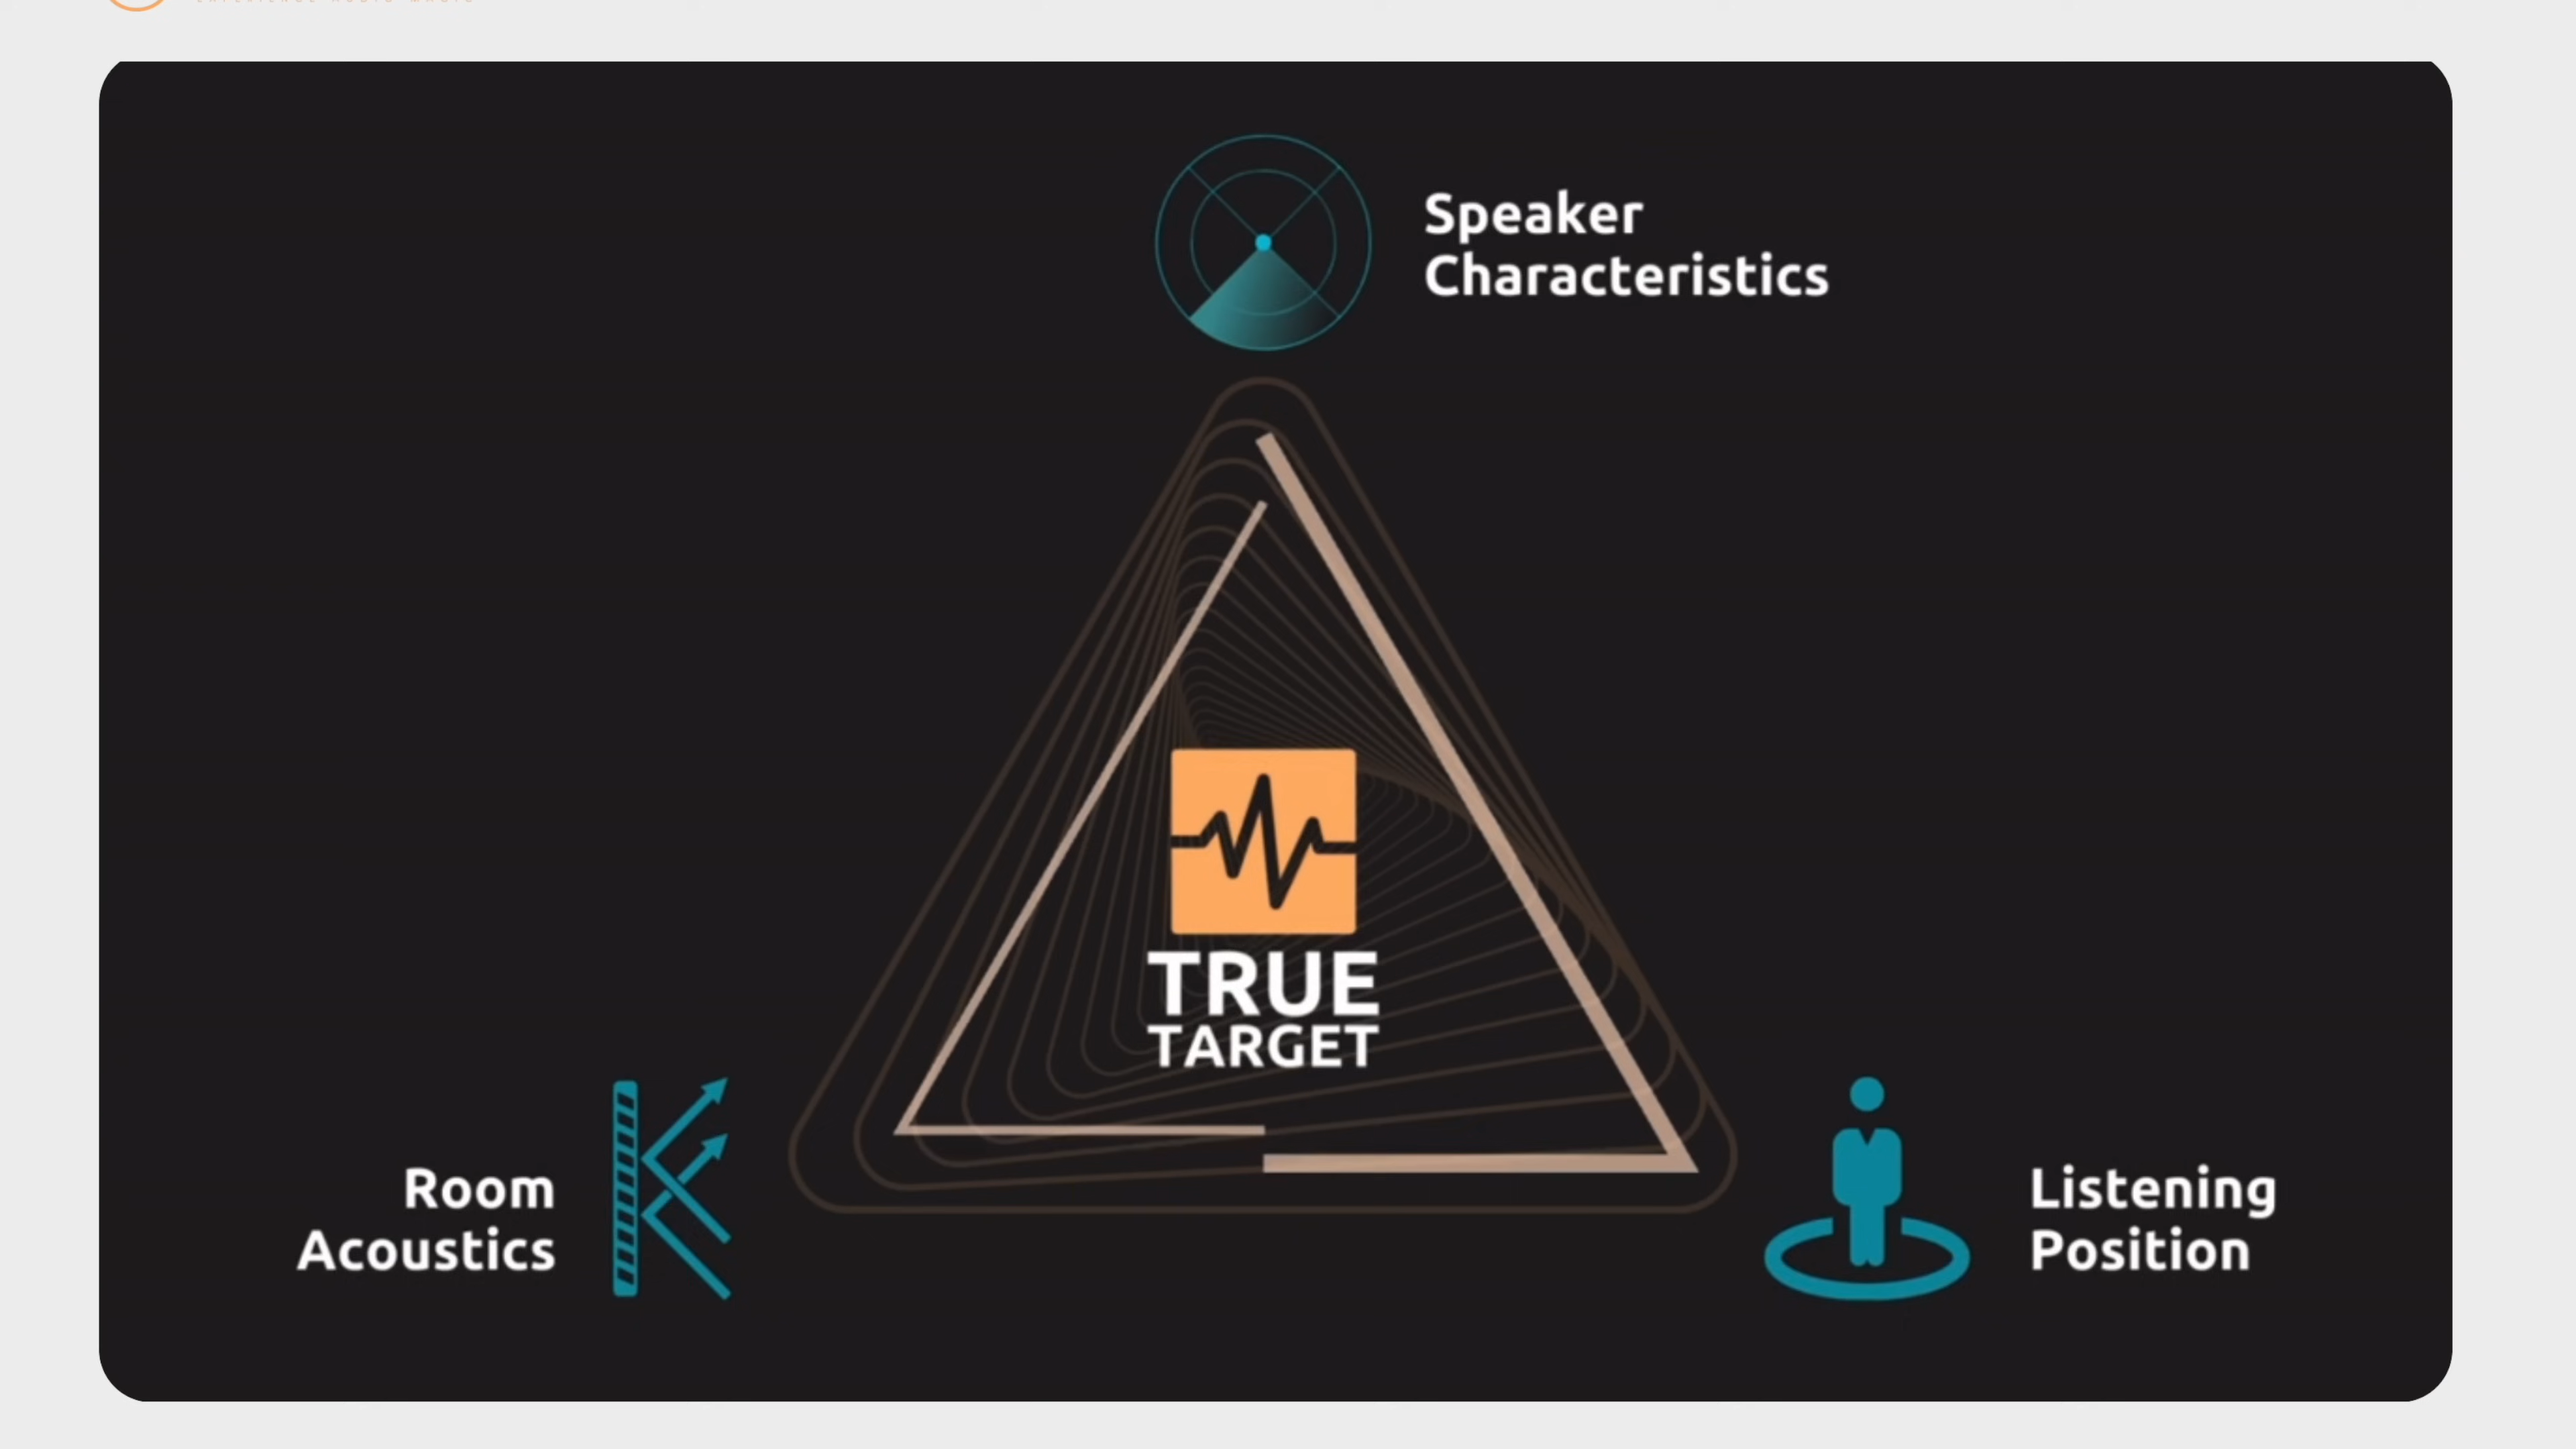 Speaker
Characteristics
TRUE
TARGET
Room
Acoustics
Listening
Position